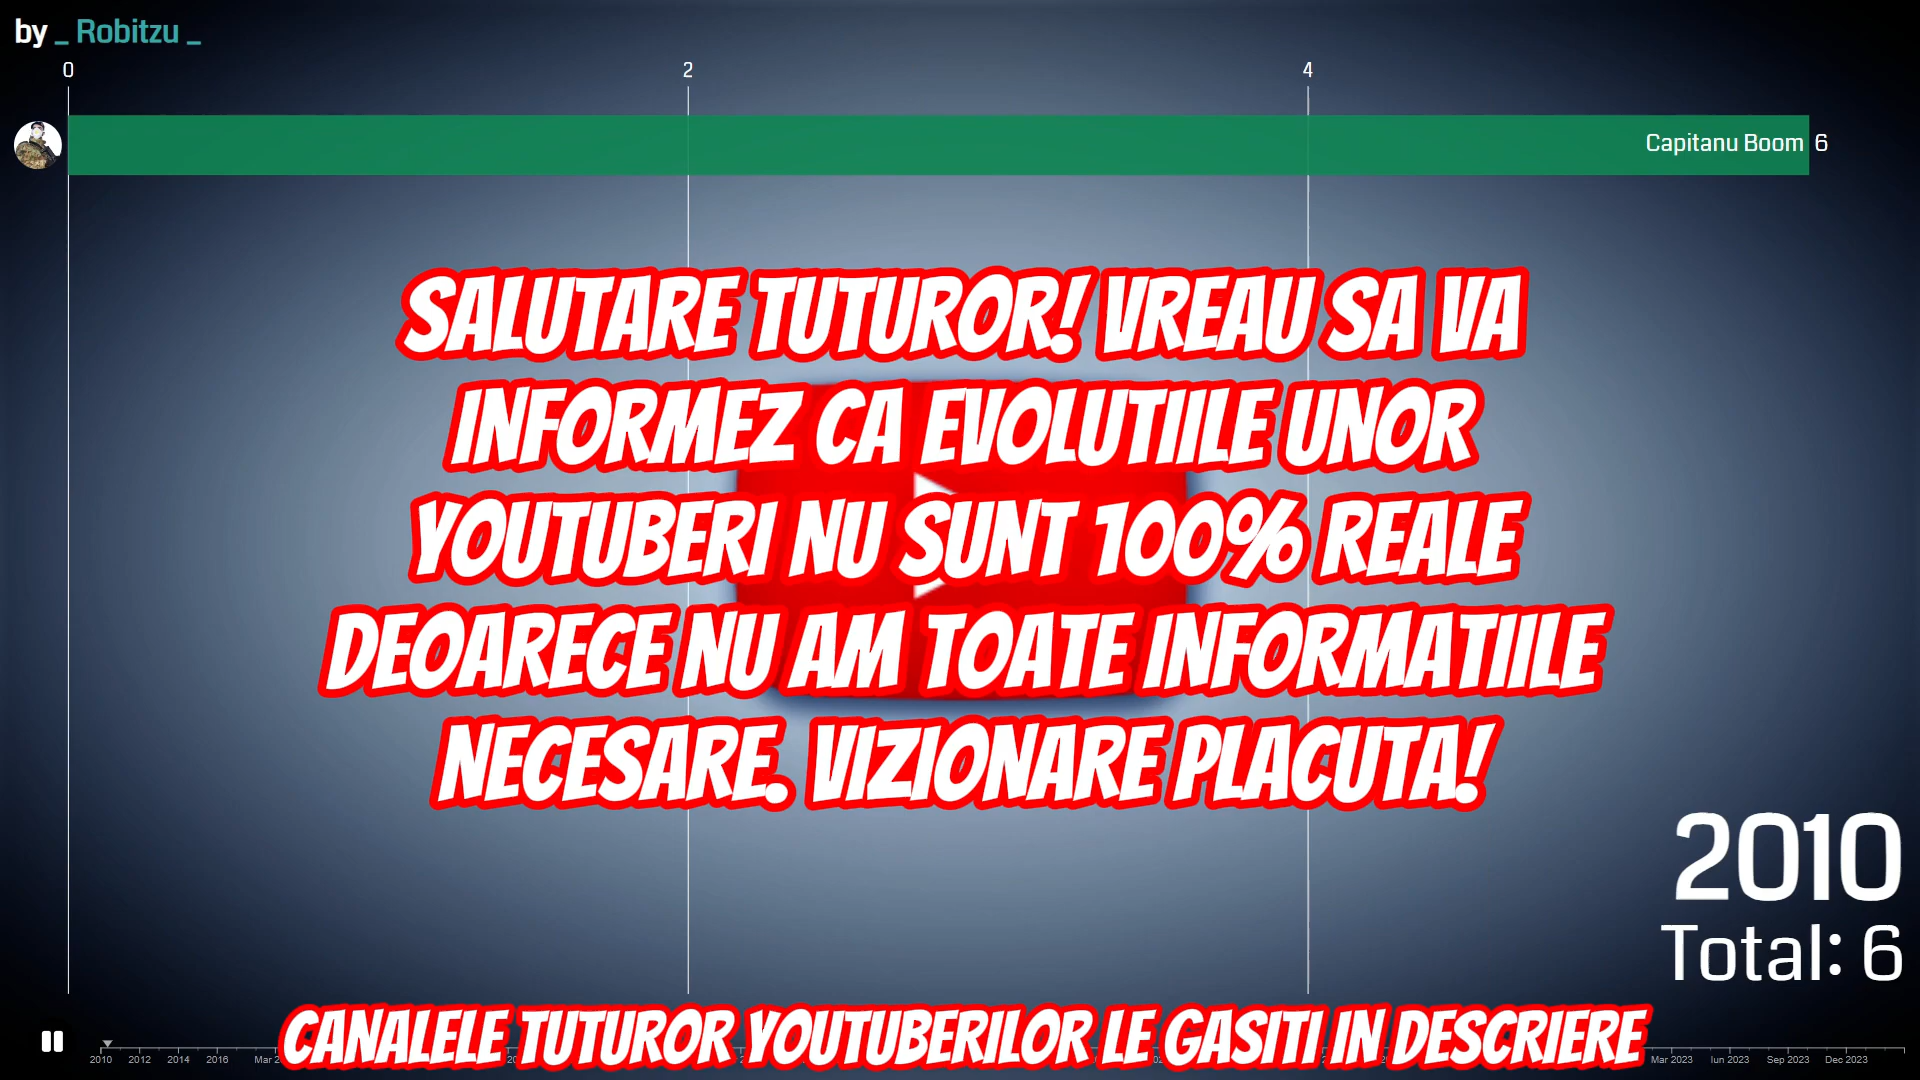 by _ Robitzu _
0 2 4
Capitanu Boom 6
SALUTARE TUTUROR! VREAU SA VA
INFORMEZ CA EVOLUTIILE UNOR
YOUTUBERI NU SUNT 100% REALE
DEOARECE NU AM TOATE INFORMATIILE
NECESARE. VIZIONARE PLACUTA!
2010
Total: 6
CANALELE TUTUROR YOUTUBERILOR LE GASITI IN DESCRIERE
2010 2012 2014 2016 Mar Mar 2023 Iun 2023 Sep 2023 Dec 2023